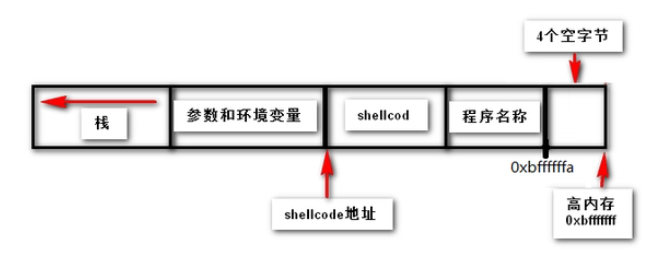 4个空字节
栈
参数和环境变量
shellcod
程序名称
0xbffffffa
shellcode地址
高内存
0xbfffffff